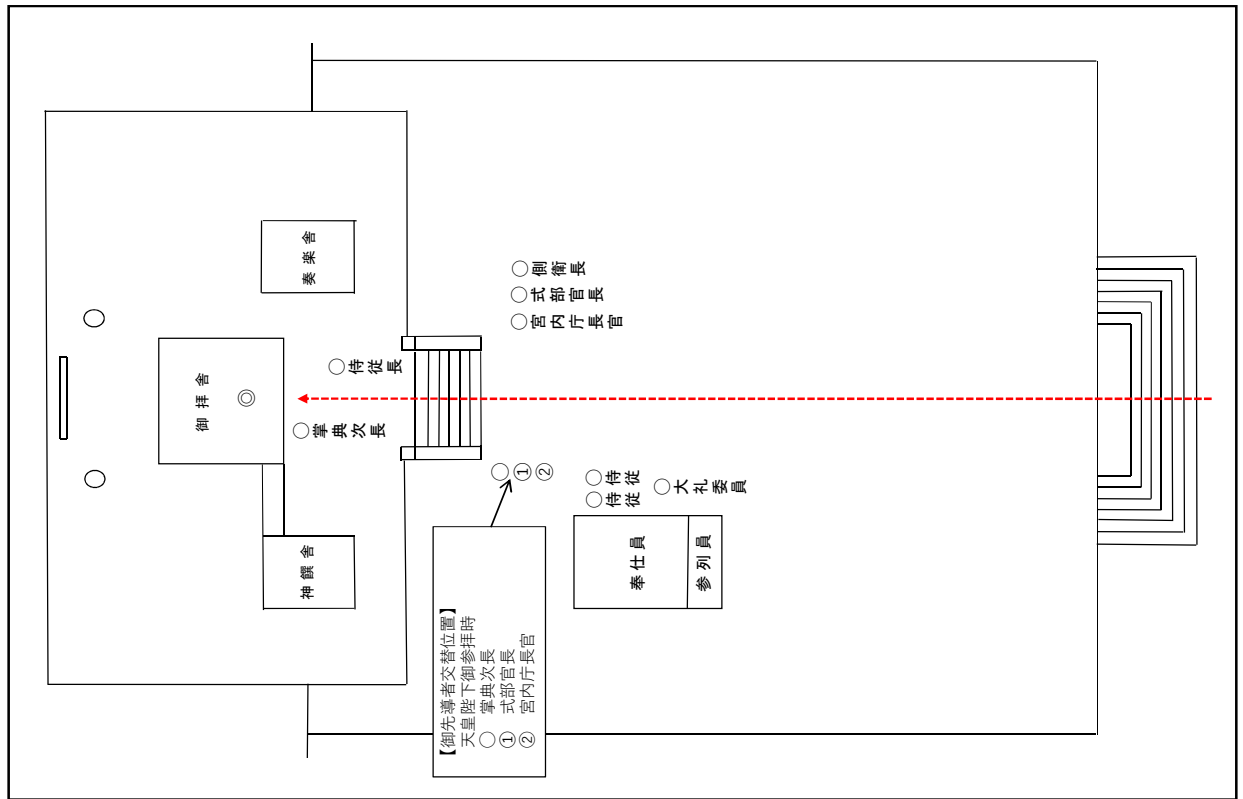 奏楽舎
御拝舎
◎
神饌舎
○侍従長
○掌典次長
○側衛長
○式部官長
○宮内庁長官
○①②
○侍従
○侍従
○大礼委員
奉仕員
参列員
【御先導者交替位置】
天皇陛下御参拝時
○ 掌典次長
① 式部官長
② 宮内庁長官